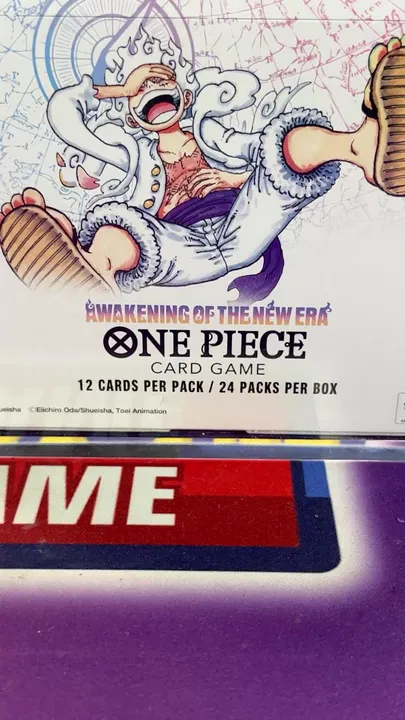 AWAKENING OF THE NEW ERA
ONE PIECE
CARD GAME
12 CARDS PER PACK / 24 PACKS PER BOX
ueisha ©Eiichiro Oda/Shueisha, Toei Animation
AME